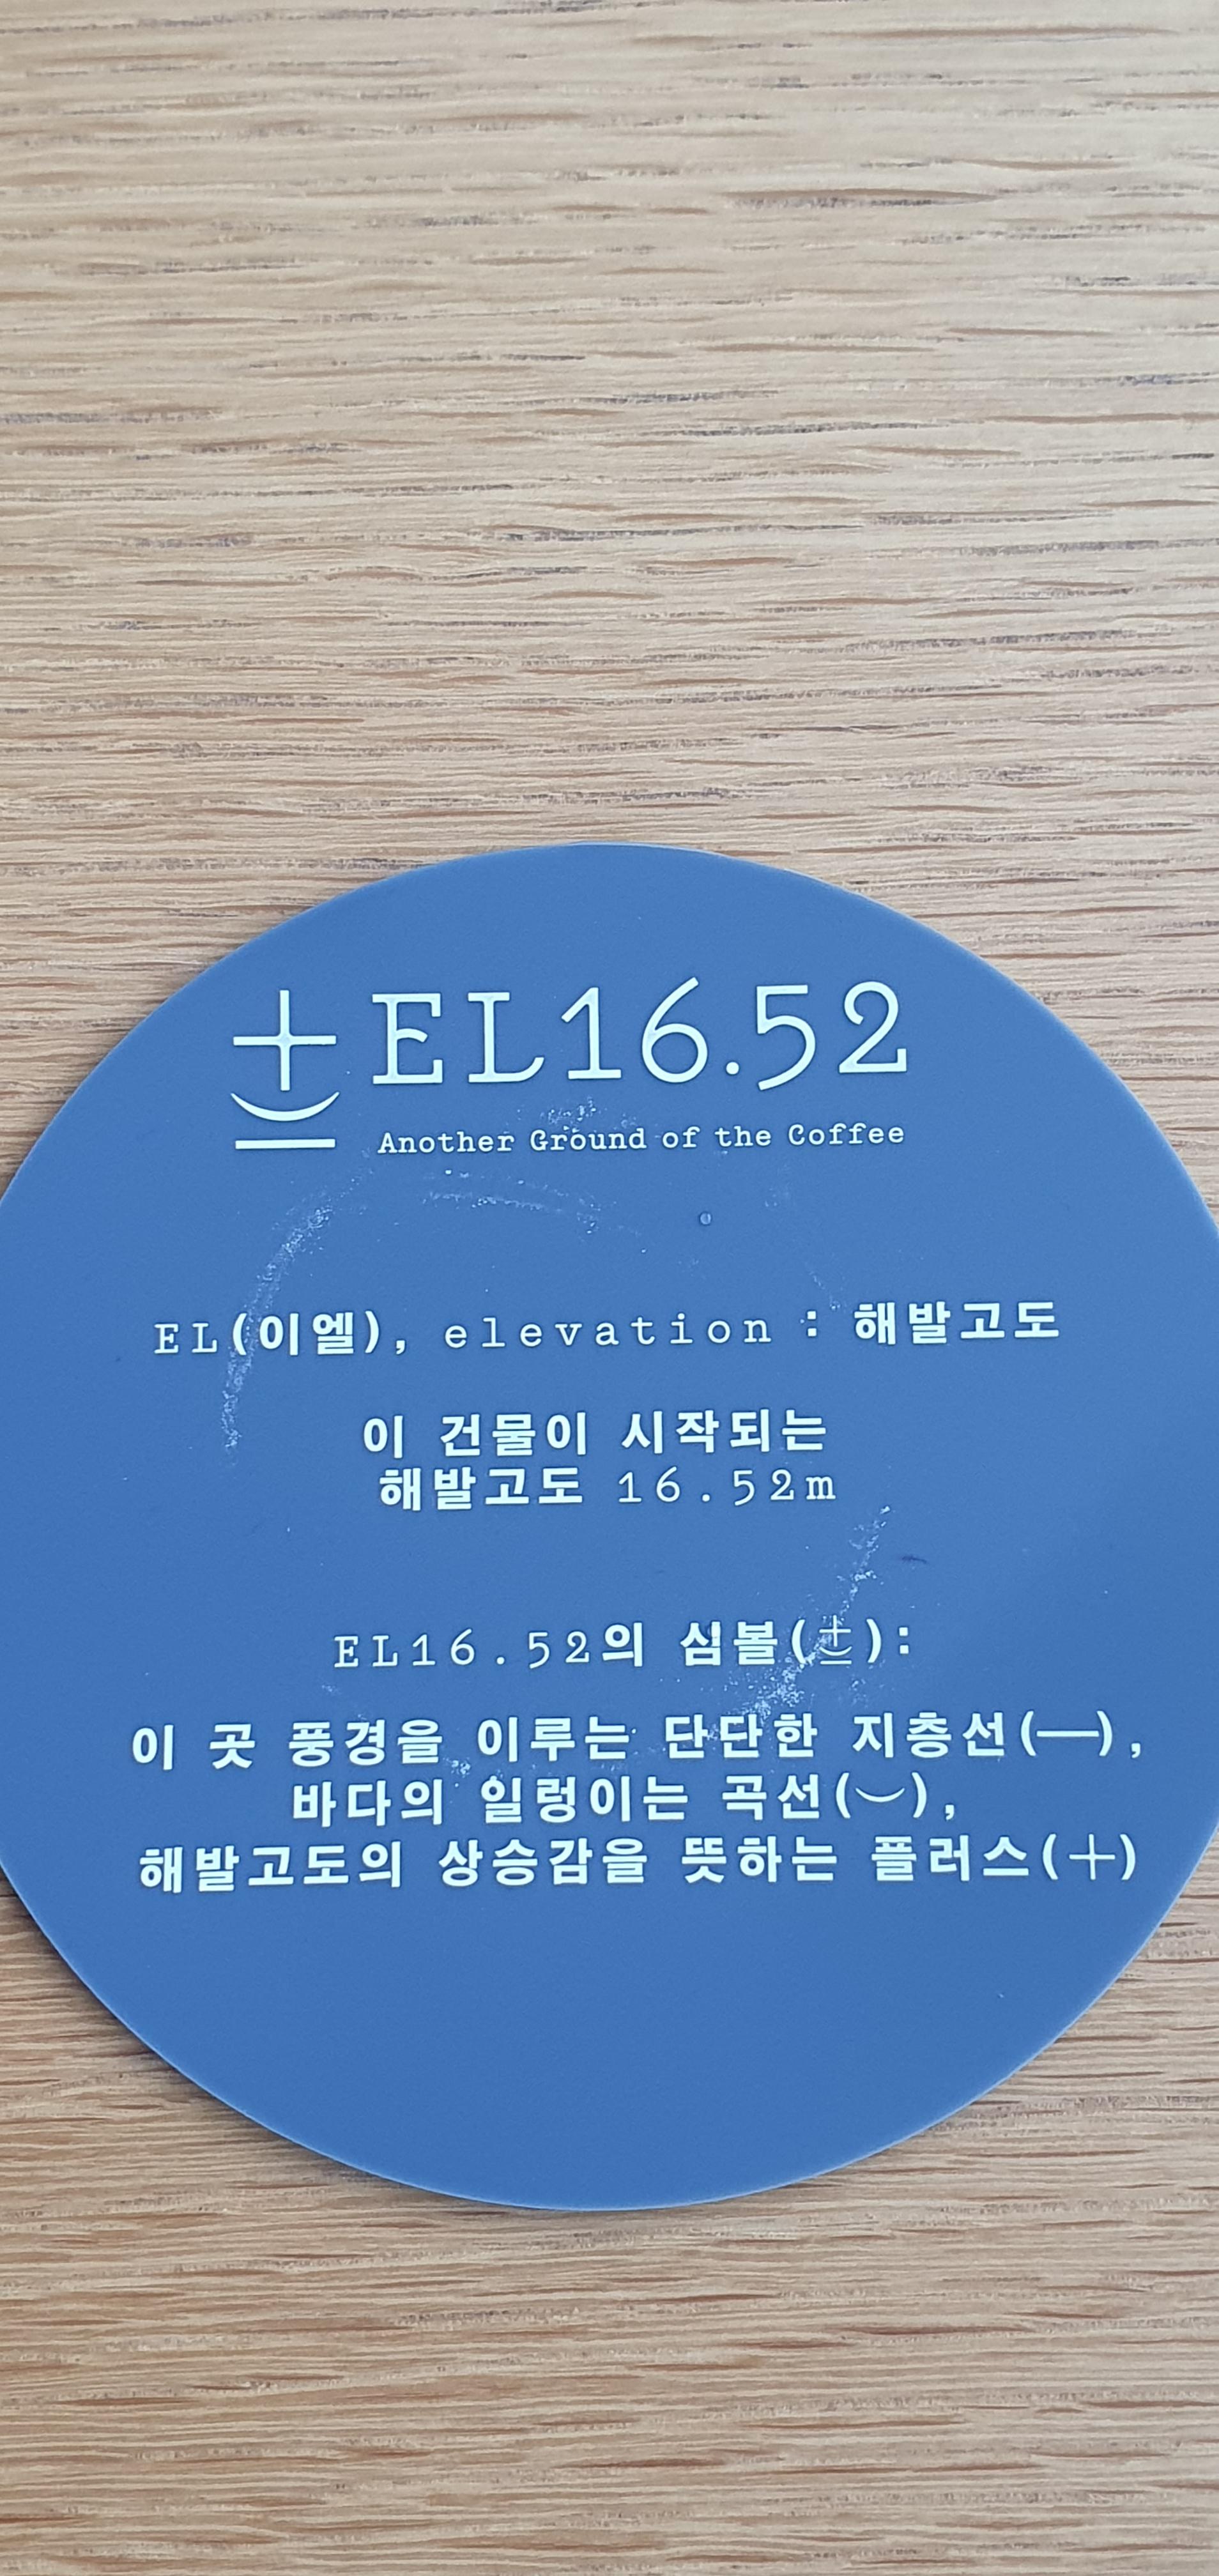 EL16.52
Another Ground of the Coffee
EL(이엘), elevation : 해발고도
이 건물이 시작되는
해발고도 16.52m
EL16.52의 심볼(±):
이 곳 풍경을 이루는 단단한 지층선(—),
바다의 일렁이는 곡선(⌣),
해발고도의 상승감을 뜻하는 플러스(+)